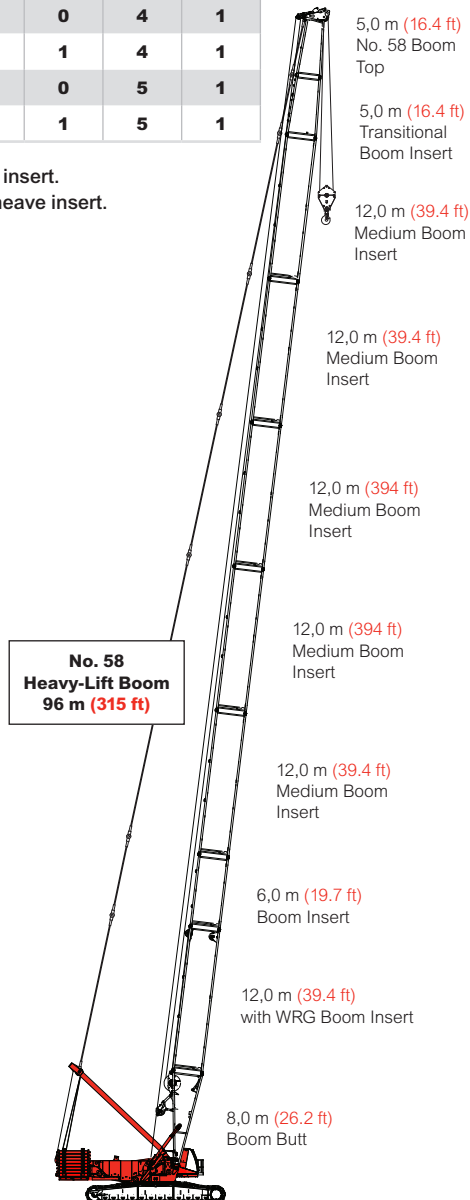 0 4 1
1 4 1
0 5 1
1 5 1
insert.
heave insert.
5,0 m (16.4 ft)
No. 58 Boom
Top
5,0 m (16.4 ft)
Transitional
Boom Insert
12,0 m (39.4 ft)
Medium Boom
Insert
12,0 m (39.4 ft)
Medium Boom
Insert
12,0 m (394 ft)
Medium Boom
Insert
12,0 m (394 ft)
Medium Boom
Insert
No. 58
Heavy-Lift Boom
96 m (315 ft)
12,0 m (39.4 ft)
Medium Boom
Insert
6,0 m (19.7 ft)
Boom Insert
12,0 m (39.4 ft)
with WRG Boom Insert
8,0 m (26.2 ft)
Boom Butt